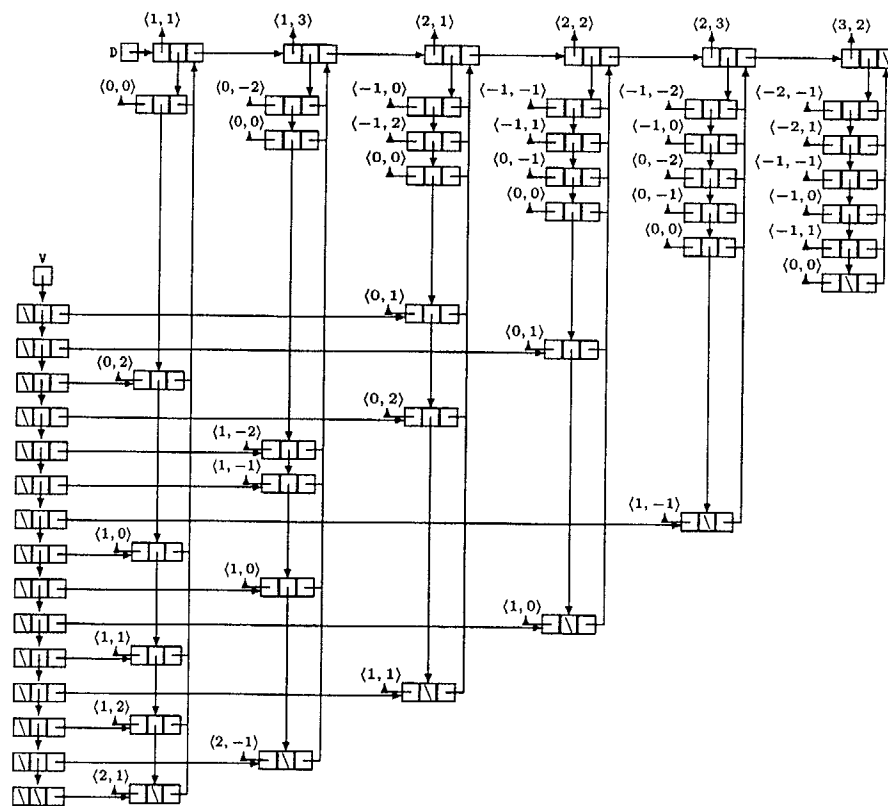 ⟨1, 1⟩ ⟨1, 3⟩ ⟨2, 1⟩ ⟨2, 2⟩ ⟨2, 3⟩ ⟨3, 2⟩
D
⟨0, 0⟩ ⟨0, −2⟩ ⟨−1, 0⟩ ⟨−1, −1⟩ ⟨−1, −2⟩ ⟨−2, −1⟩
⟨0, 0⟩ ⟨−1, 2⟩ ⟨−1, 1⟩ ⟨−1, 0⟩ ⟨−2, 1⟩
⟨0, 0⟩ ⟨0, −1⟩ ⟨0, −2⟩ ⟨−1, −1⟩
⟨0, 0⟩ ⟨0, −1⟩ ⟨−1, 0⟩
⟨0, 0⟩ ⟨−1, 1⟩
V ⟨0, 0⟩
⟨0, 1⟩
⟨0, 1⟩
⟨0, 2⟩
⟨0, 2⟩
⟨1, −2⟩
⟨1, −1⟩
⟨1, −1⟩
⟨1, 0⟩
⟨1, 0⟩
⟨1, 0⟩
⟨1, 1⟩
⟨1, 1⟩
⟨1, 2⟩
⟨2, −1⟩
⟨2, 1⟩